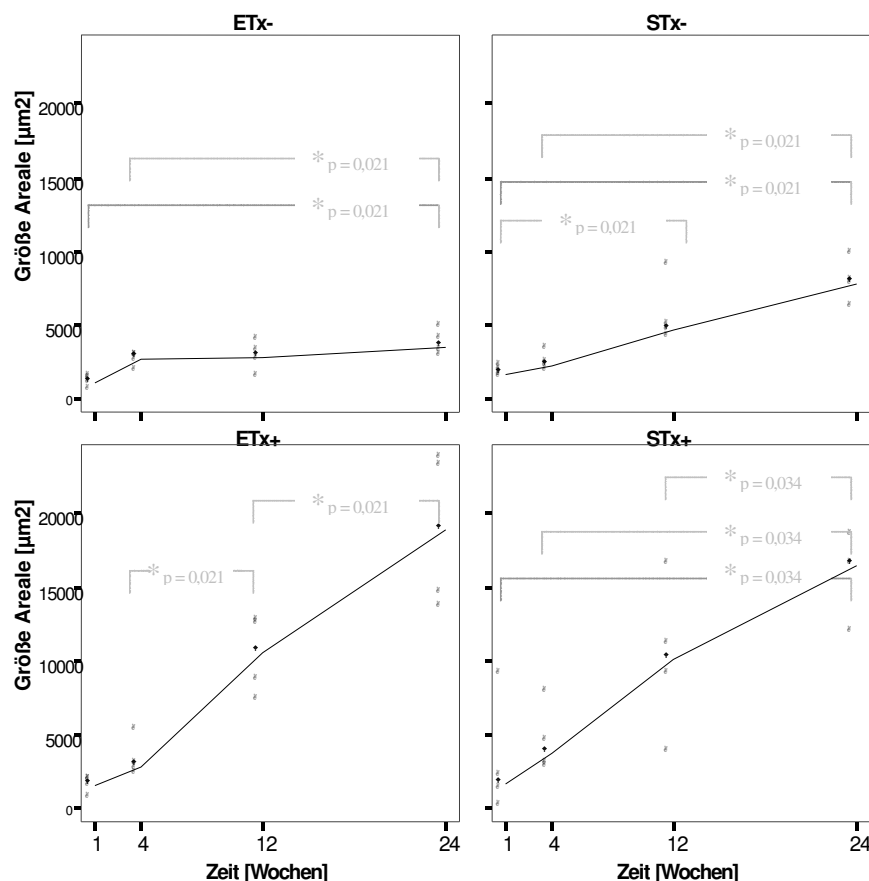 ETx- STx-
Größe Areale [µm2]
20000
* p = 0,021 * p = 0,021
15000
* p = 0,021 * p = 0,021
* p = 0,021
10000
5000
0
ETx+ STx+
Größe Areale [µm2]
* p = 0,034
20000 * p = 0,021
* p = 0,034
* p = 0,021 * p = 0,034
15000
10000
5000
0
1 4 12 24 1 4 12 24
Zeit [Wochen] Zeit [Wochen]